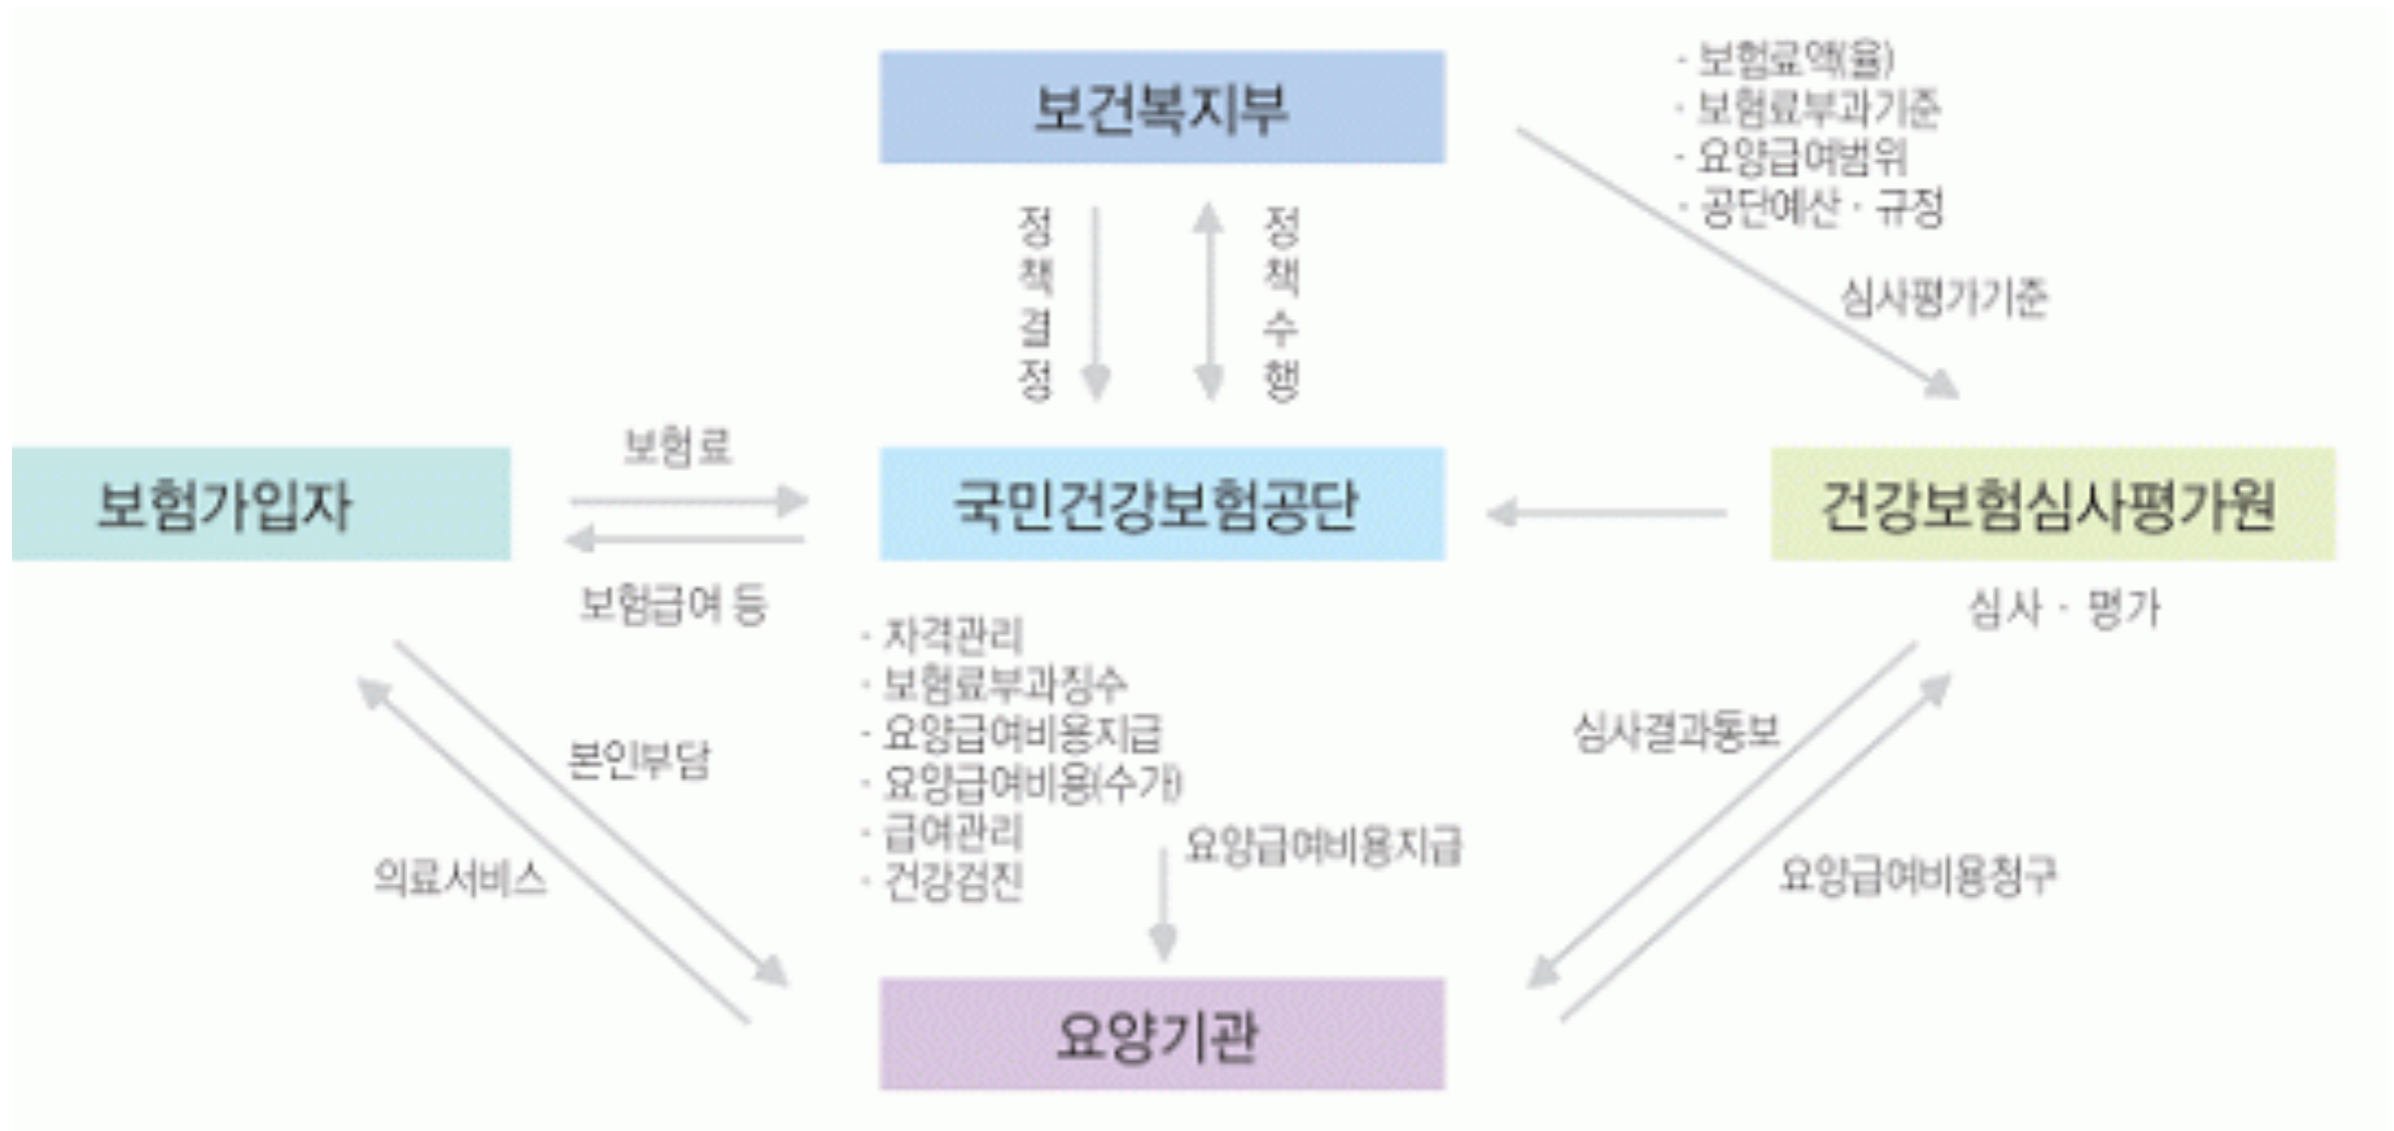 보건복지부
· 보험료액(율)
· 보험료부과기준
· 요양급여범위
· 공단예산 · 규정
정책결정
정책수행
심사평가기준
보험료
보험가입자
국민건강보험공단
건강보험심사평가원
보험급여 등
심사 · 평가
· 자격관리
· 보험료부과징수
· 요양급여비용지급
· 요양급여비용(수가)
· 급여관리
· 건강검진
본인부담
의료서비스
요양급여비용지급
심사결과통보
요양급여비용청구
요양기관